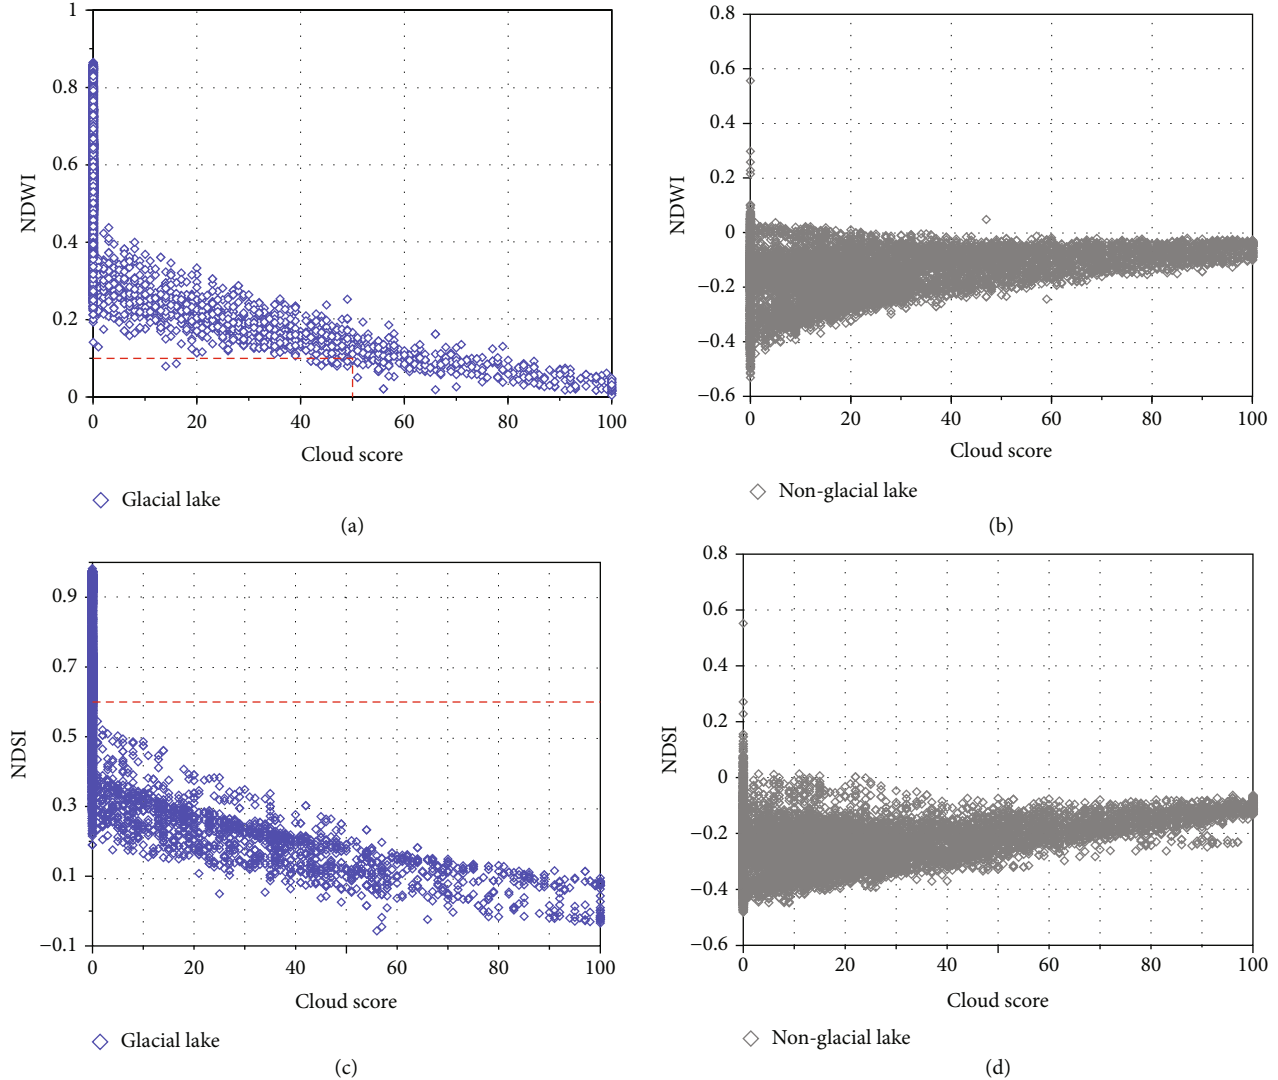 1
0.8
0.6
0.4
0.2
0
NDWI
0 20 40 60 80 100
Cloud score
Glacial lake
(a)
0.8
0.6
0.4
0.2
0
−0.2
−0.4
−0.6
NDWI
0 20 40 60 80 100
Cloud score
Non-glacial lake
(b)
0.9
0.7
0.5
0.3
0.1
−0.1
NDSI
0 20 40 60 80 100
Cloud score
Glacial lake
(c)
0.8
0.6
0.4
0.2
0
−0.2
−0.4
−0.6
NDSI
0 20 40 60 80 100
Cloud score
Non-glacial lake
(d)